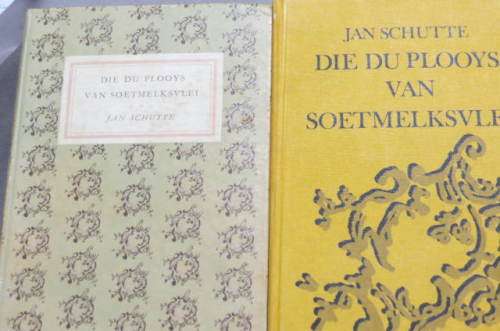 DIE DU PLOOYS
VAN SOETMELKSVLEI
JAN SCHUTTE
JAN SCHUTTE
DIE DU PLOOYS
VAN
SOETMELKSVLEI